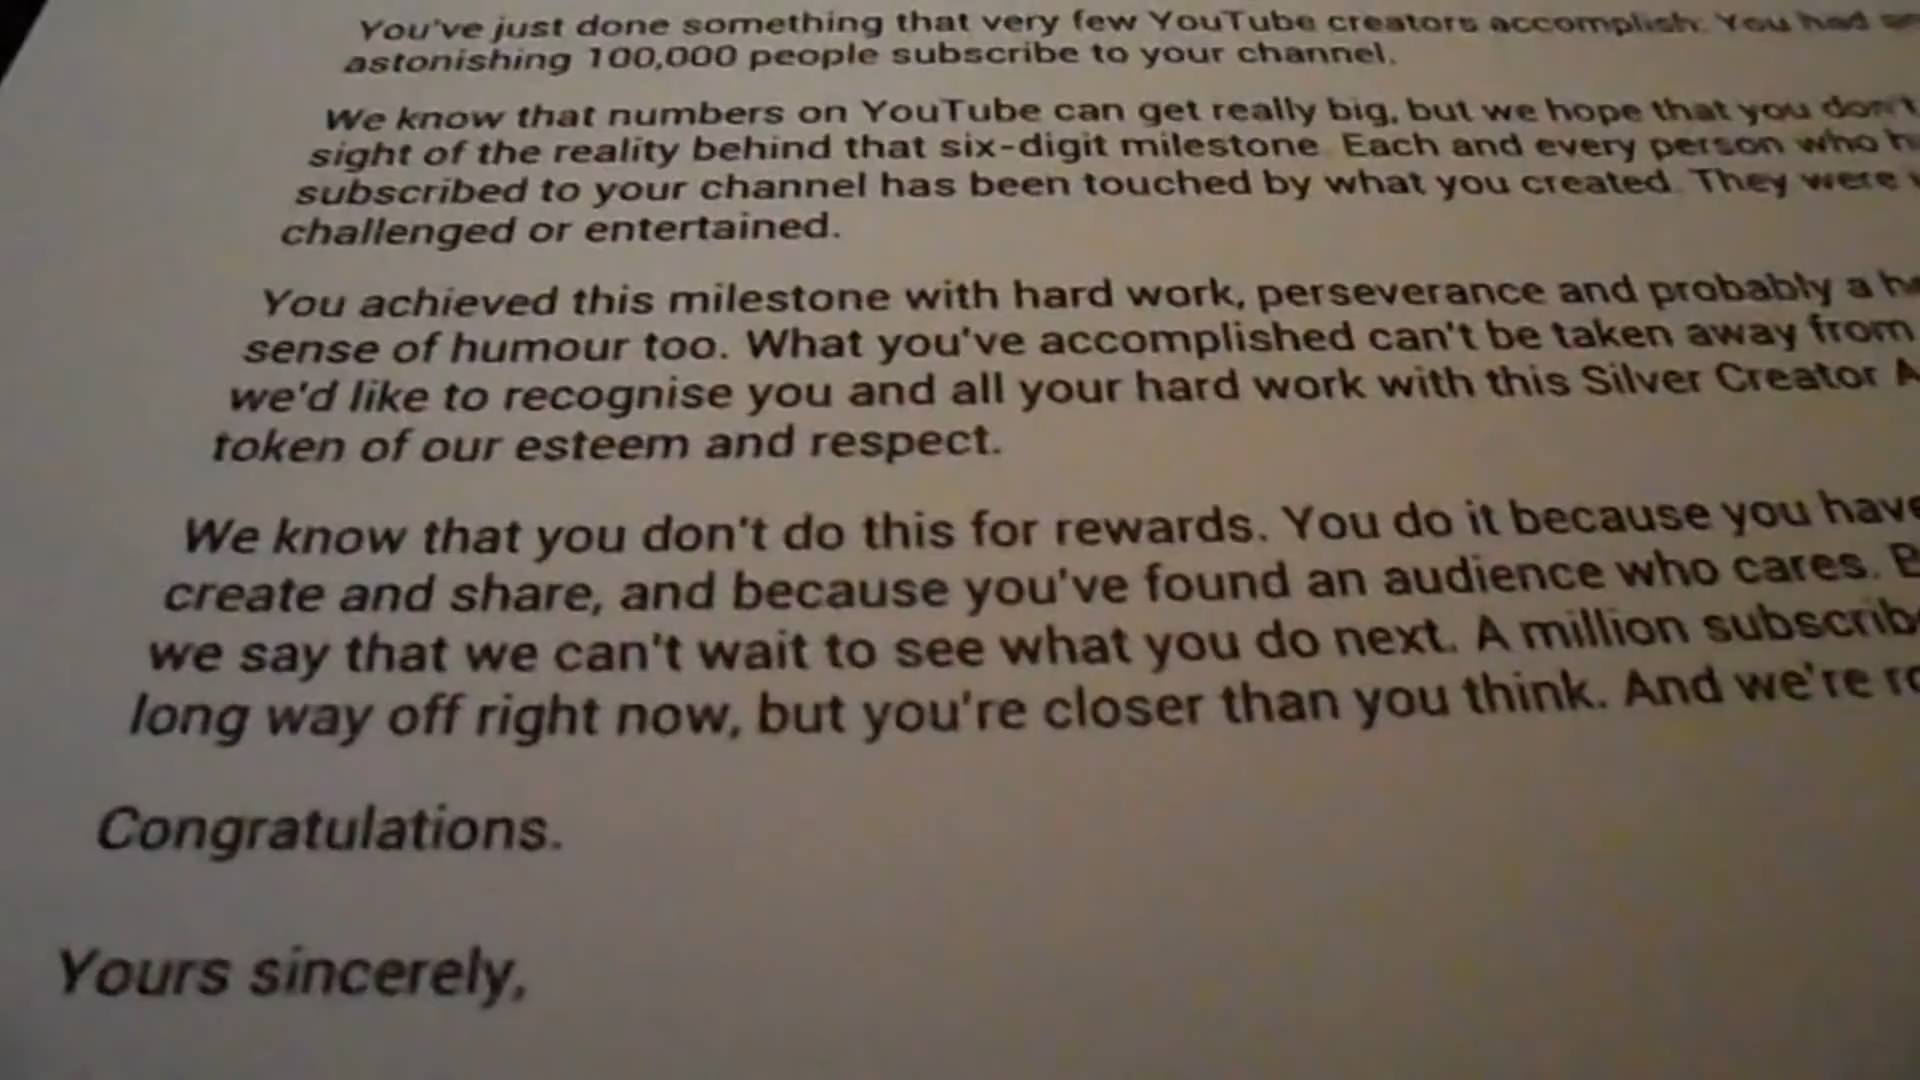 You've just done something that very few YouTube creators accomplish: You had
astonishing 100,000 people subscribe to your channel.
We know that numbers on YouTube can get really big, but we hope that you don't
sight of the reality behind that six-digit milestone. Each and every person who
subscribed to your channel has been touched by what you created. They were
challenged or entertained.
You achieved this milestone with hard work, perseverance and probably a
sense of humour too. What you've accomplished can't be taken away from
we'd like to recognise you and all your hard work with this Silver Creator
token of our esteem and respect.
We know that you don't do this for rewards. You do it because you have
create and share, and because you've found an audience who cares.
we say that we can't wait to see what you do next. A million
long way off right now, but you're closer than you think. And we're
Congratulations.
Yours sincerely,